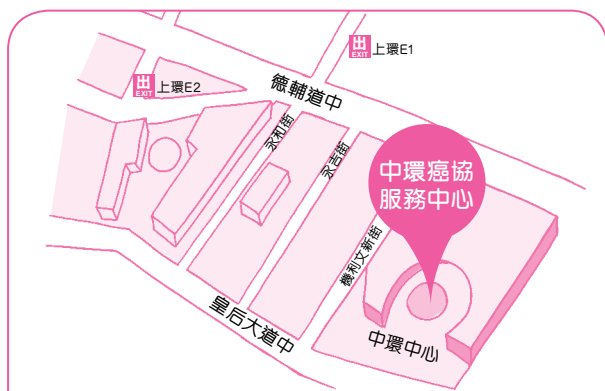 出
EXIT
上環E1
出
EXIT
上環E2
德輔道中
永和街
永吉街
機利文新街
中環癌協
服務中心
皇后大道中
中環中心